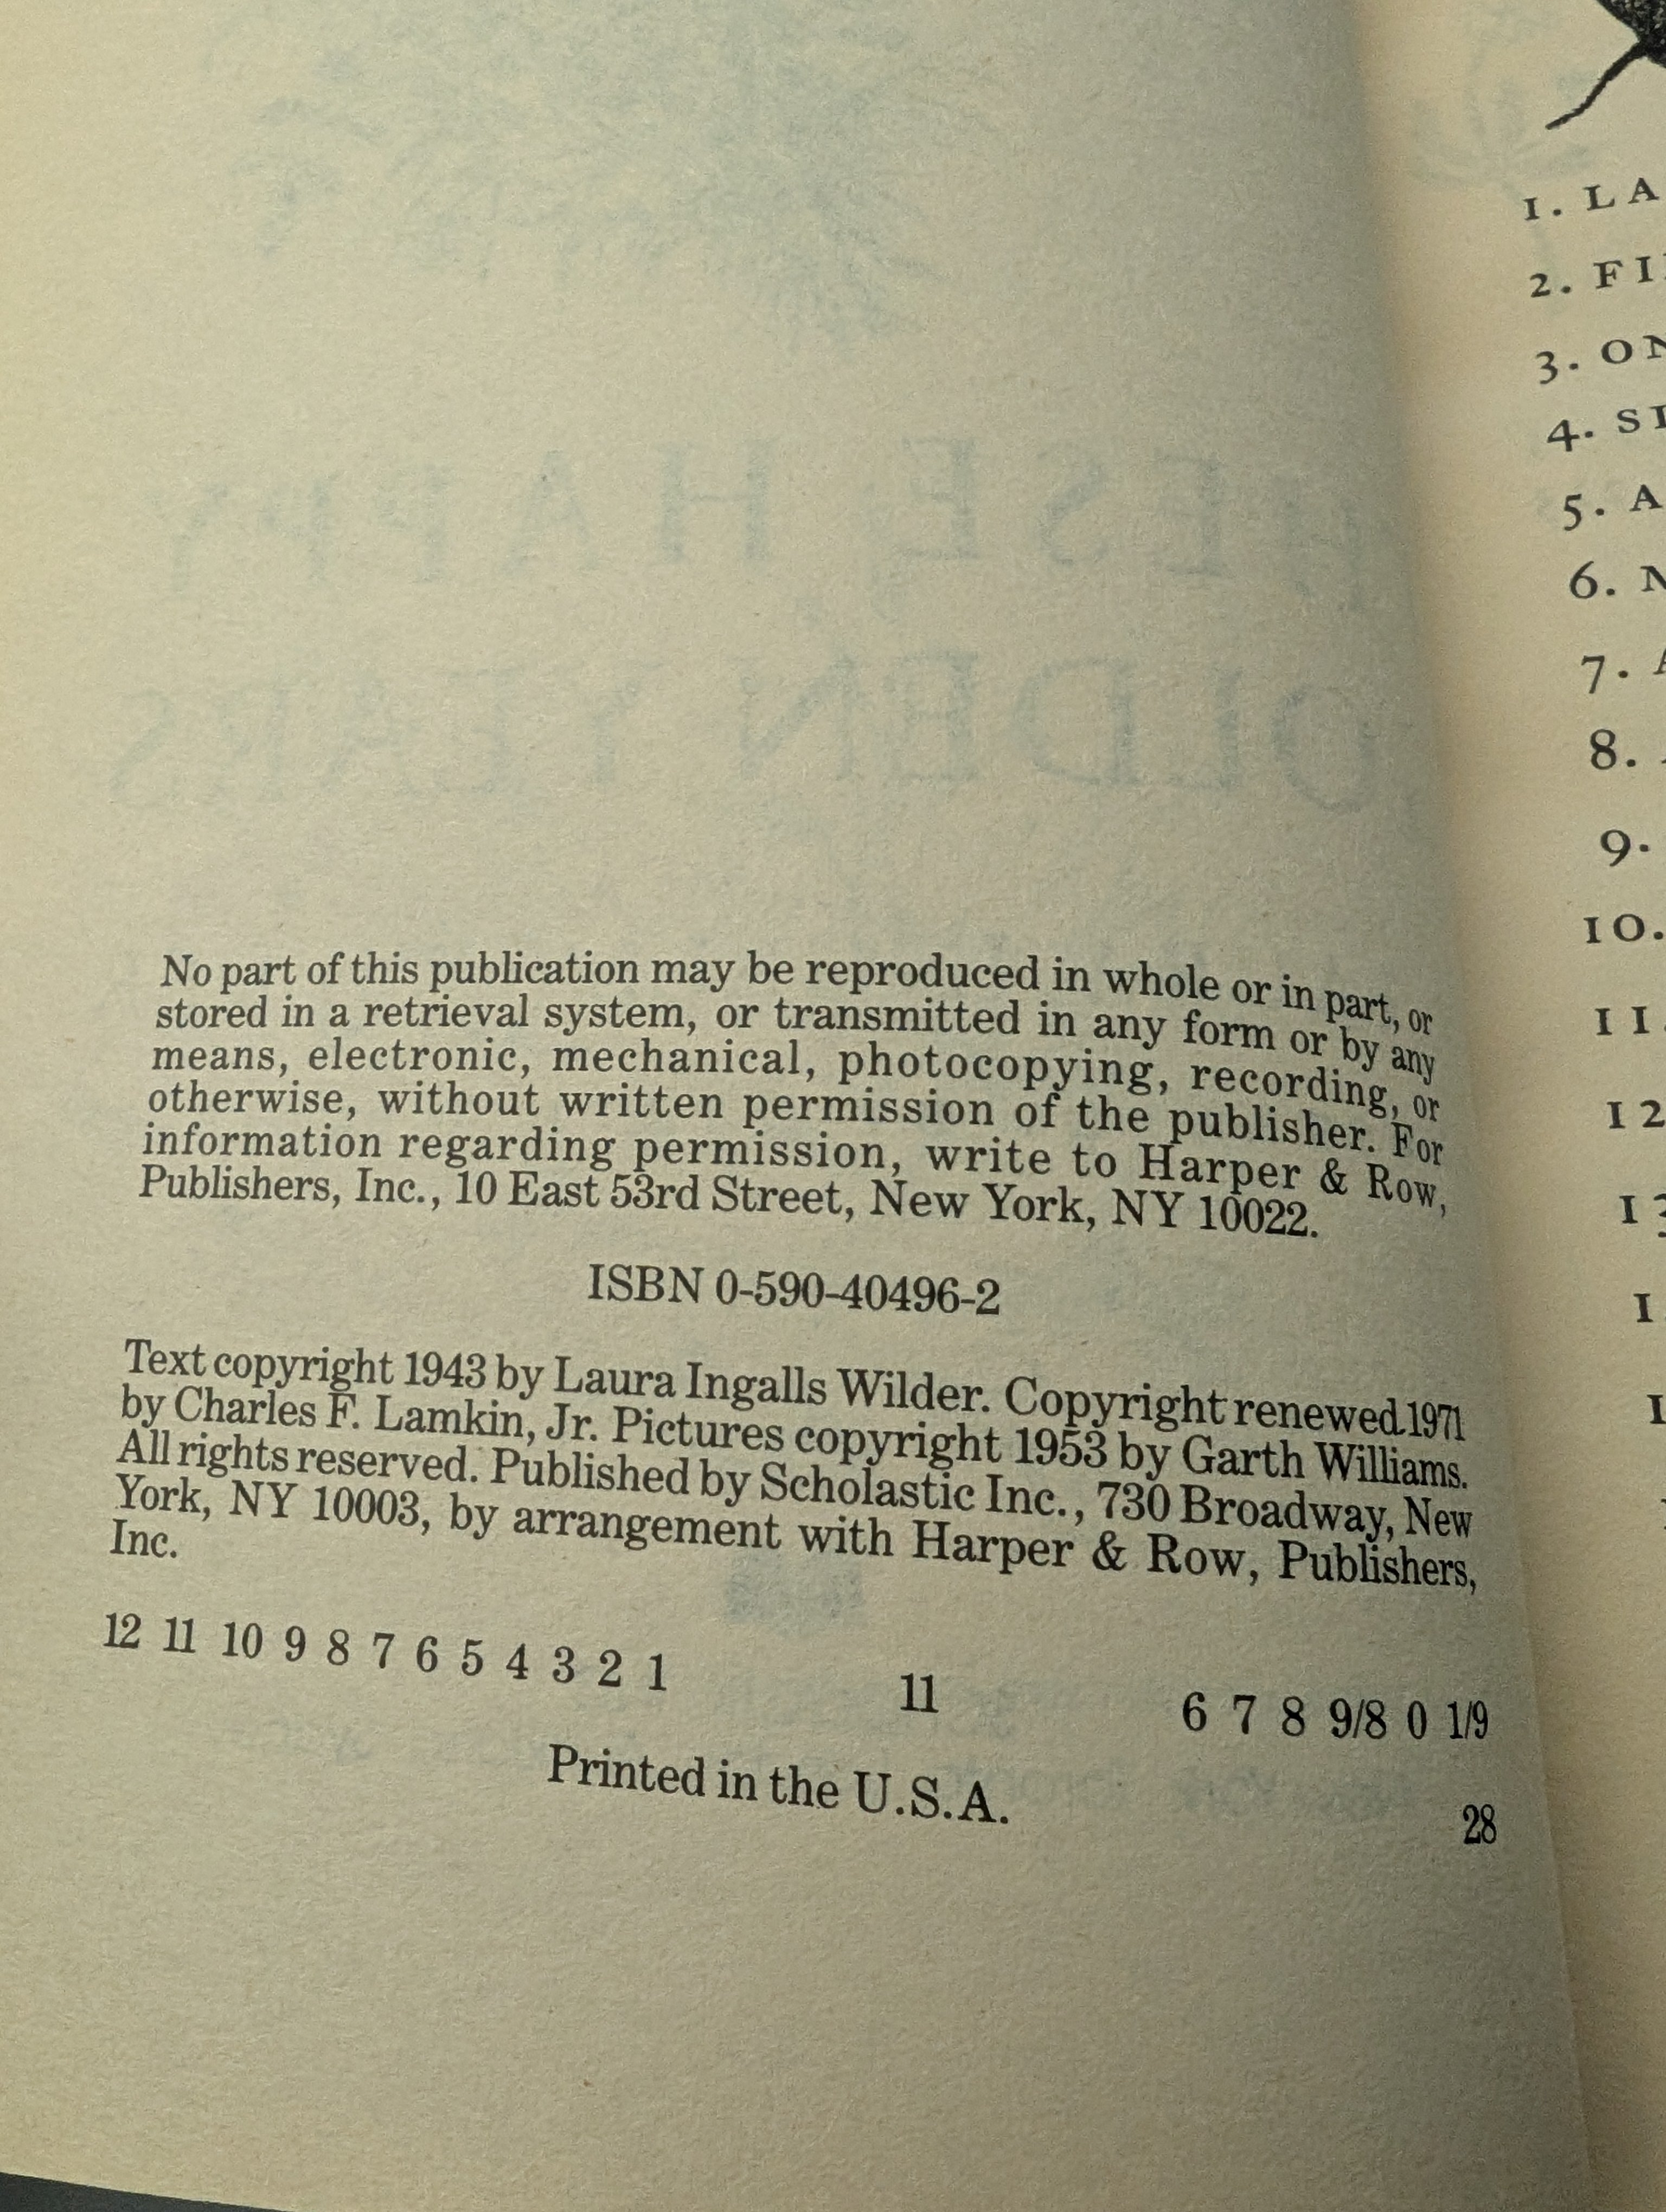 No part of this publication may be reproduced in whole or in part, or
stored in a retrieval system, or transmitted in any form or by any
means, electronic, mechanical, photocopying, recording, or
otherwise, without written permission of the publisher. For
information regarding permission, write to Harper & Row,
Publishers, Inc., 10 East 53rd Street, New York, NY 10022.
ISBN 0-590-40496-2
Text copyright 1943 by Laura Ingalls Wilder. Copyright renewed 1971
by Charles F. Lamkin, Jr. Pictures copyright 1953 by Garth Williams.
All rights reserved. Published by Scholastic Inc., 730 Broadway, New
York, NY 10003, by arrangement with Harper & Row, Publishers,
Inc.
12 11 10 9 8 7 6 5 4 3 2 1 11 6 7 8 9/8 0 1/9
Printed in the U.S.A.
28
1. LA
2. FI
3. ON
4. SI
5. A
6. N
7.
8.
9.
10.
11.
12